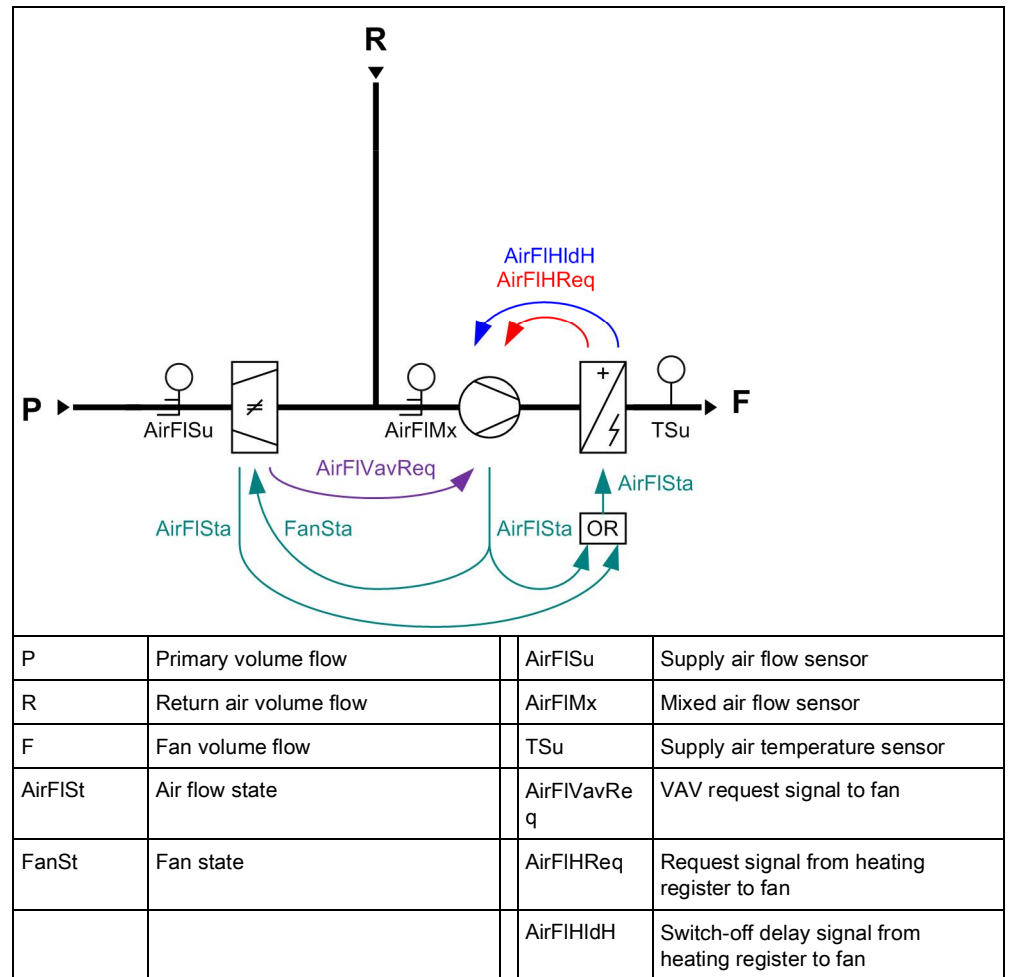 R
AirFlHldH
AirFlHReq
P
F
AirFlSu
≠
AirFlMx
+
TSu
AirFlVavReq
AirFlSta
AirFlSta
FanSta
AirFlSta
OR
P Primary volume flow AirFlSu Supply air flow sensor
R Return air volume flow AirFlMx Mixed air flow sensor
F Fan volume flow TSu Supply air temperature sensor
AirFlSt Air flow state AirFlVavRe VAV request signal to fan
q
FanSt Fan state AirFlHReq Request signal from heating
register to fan
AirFlHldH Switch-off delay signal from
heating register to fan